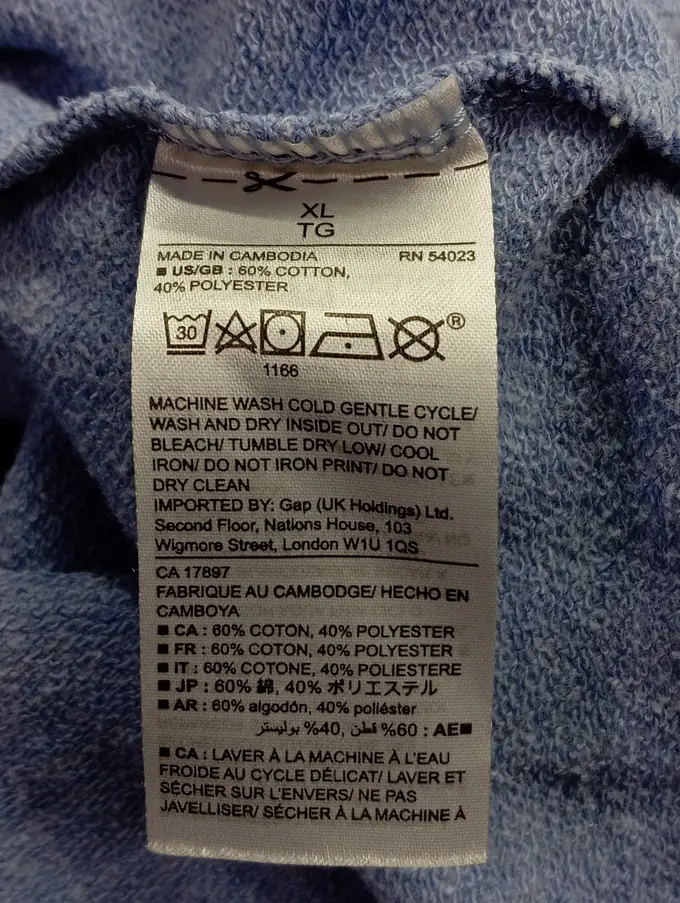 XL
TG
MADE IN CAMBODIA RN 54023
■ US/GB : 60% COTTON,
40% POLYESTER
30
®
1166
MACHINE WASH COLD GENTLE CYCLE/
WASH AND DRY INSIDE OUT/ DO NOT
BLEACH/ TUMBLE DRY LOW/ COOL
IRON/ DO NOT IRON PRINT/ DO NOT
DRY CLEAN
IMPORTED BY: Gap (UK Holdings) Ltd.
Second Floor, Nations House, 103
Wigmore Street, London W1U 1QS
CA 17897
FABRIQUE AU CAMBODGE/ HECHO EN
CAMBOYA
■ CA : 60% COTON, 40% POLYESTER
■ FR : 60% COTON, 40% POLYESTER
■ IT : 60% COTONE, 40% POLIESTERE
■ JP : 60% 綿, 40% ポリエステル
■ AR : 60% algodón, 40% poliéster
■AE : %60 قطن, %40 بوليستر
■ CA : LAVER À LA MACHINE À L'EAU
FROIDE AU CYCLE DÉLICAT/ LAVER ET
SÉCHER SUR L'ENVERS/ NE PAS
JAVELLISER/ SÉCHER À LA MACHINE À